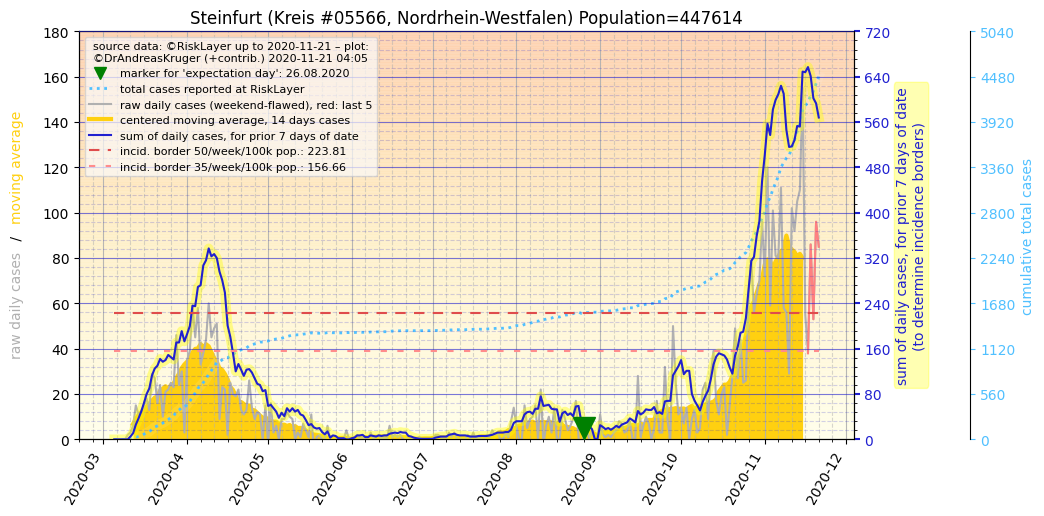 Steinfurt (Kreis #05566, Nordrhein-Westfalen) Population=447614
source data: ©RiskLayer up to 2020-11-21 – plot:
©DrAndreasKruger (+contrib.) 2020-11-21 04:05
marker for 'expectation day': 26.08.2020
total cases reported at RiskLayer
raw daily cases (weekend-flawed), red: last 5
centered moving average, 14 days cases
sum of daily cases, for prior 7 days of date
incid. border 50/week/100k pop.: 223.81
incid. border 35/week/100k pop.: 156.66
raw daily cases / moving average
180
160
140
120
100
80
60
40
20
0
2020-03
2020-04
2020-05
2020-06
2020-07
2020-08
2020-09
2020-10
2020-11
2020-12
720
640
560
480
400
320
240
160
80
0
sum of daily cases, for prior 7 days of date
(to determine incidence borders)
5040
4480
3920
3360
2800
2240
1680
1120
560
0
cumulative total cases